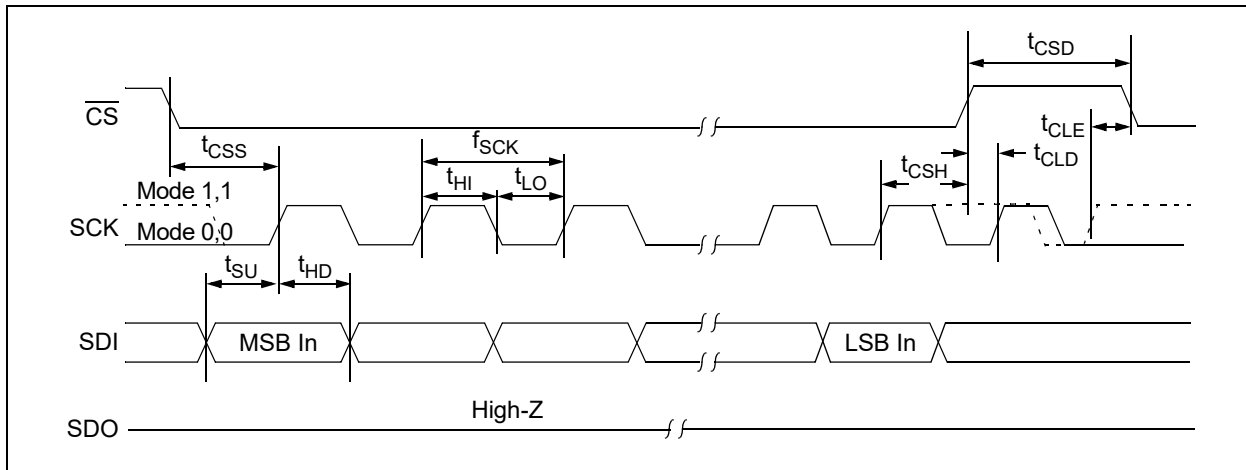 tCSD
CS
tCLE
tCSS
fSCK
tCSH
tCLD
tHI
tLO
Mode 1,1
SCK
Mode 0,0
tSU
tHD
SDI
MSB In
LSB In
High-Z
SDO